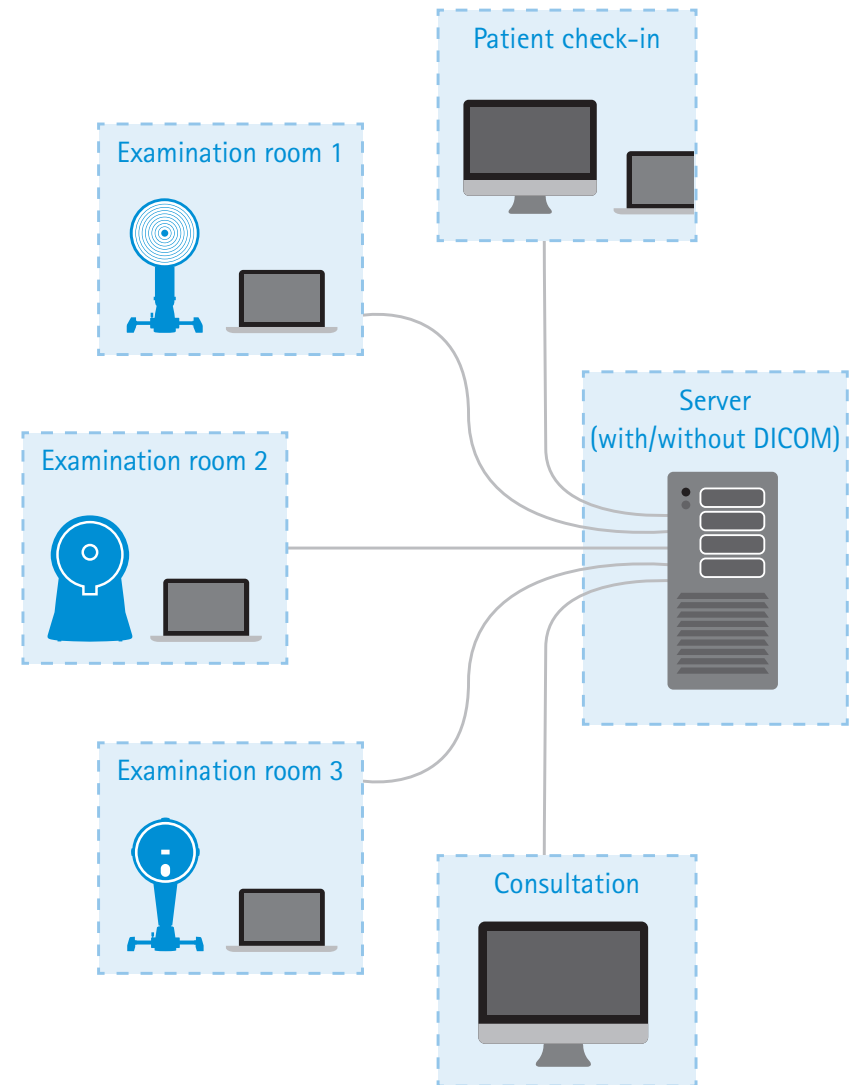 Patient check-in
Examination room 1
Server
(with/without DICOM)
Examination room 2
Examination room 3
Consultation